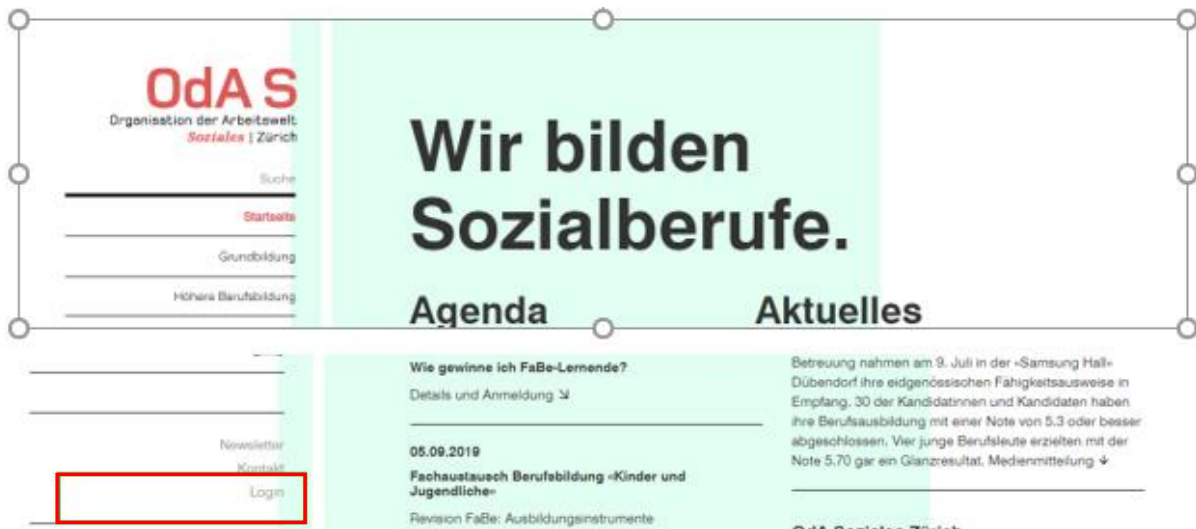 OdA S
Organisation der Arbeitswelt
Soziales | Zürich
Suche
Startseite
Grundbildung
Höhere Berufsbildung
Wir bilden
Sozialberufe.
Agenda
Aktuelles
Newsletter
Kontakt
Login
Wie gewinne ich FaBe-Lernende?
Details und Anmeldung ⇲
05.09.2019
Fachaustausch Berufsbildung «Kinder und
Jugendliche»
Revision FaBe: Ausbildungsinstrumente
Betreuung nahmen am 9. Juli in der «Samsung Hall»
Dübendorf ihre eidgenössischen Fähigkeitsausweise in
Empfang. 30 der Kandidatinnen und Kandidaten haben
ihre Berufsausbildung mit einer Note von 5.3 oder besser
abgeschlossen. Vier junge Berufsleute erzielten mit der
Note 5.70 gar ein Glanzresultat. Medienmitteilung ↓
OdA Soziales Zürich